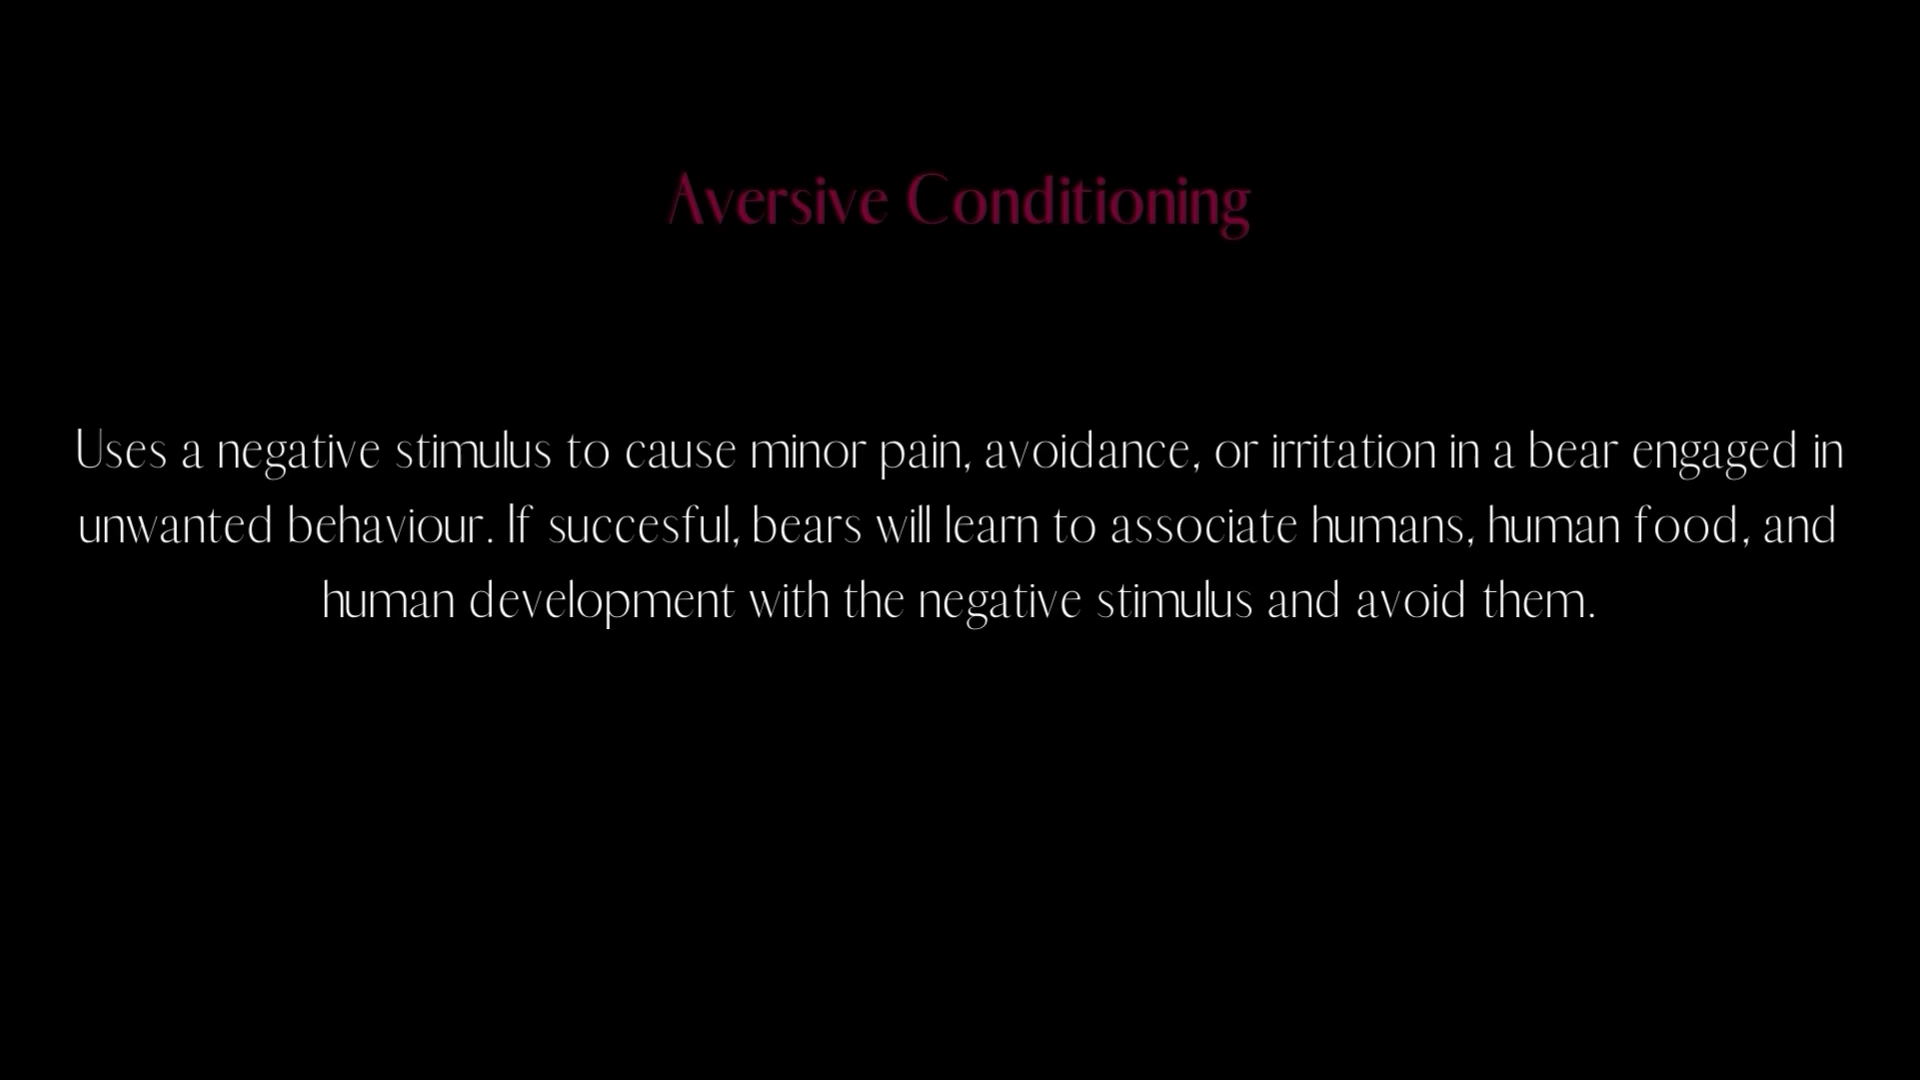 Aversive Conditioning
Uses a negative stimulus to cause minor pain, avoidance, or irritation in a bear engaged in
unwanted behaviour. If succesful, bears will learn to associate humans, human food, and
human development with the negative stimulus and avoid them.